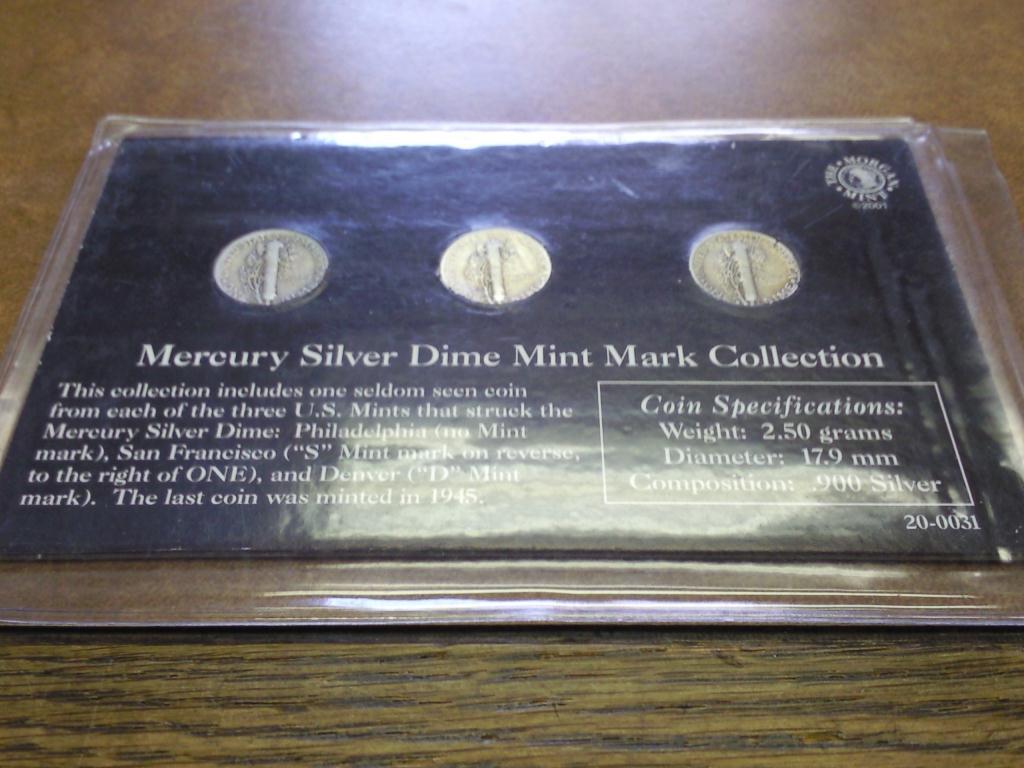 THE MORGAN MINT
©2001
Mercury Silver Dime Mint Mark Collection
This collection includes one seldom seen coin
from each of the three U.S. Mints that struck the
Mercury Silver Dime: Philadelphia (no Mint
mark), San Francisco ("S" Mint mark on reverse,
to the right of ONE), and Denver ("D" Mint
mark). The last coin was minted in 1945.
Coin Specifications:
Weight: 2.50 grams
Diameter: 17.9 mm
Composition: .900 Silver
20-0031